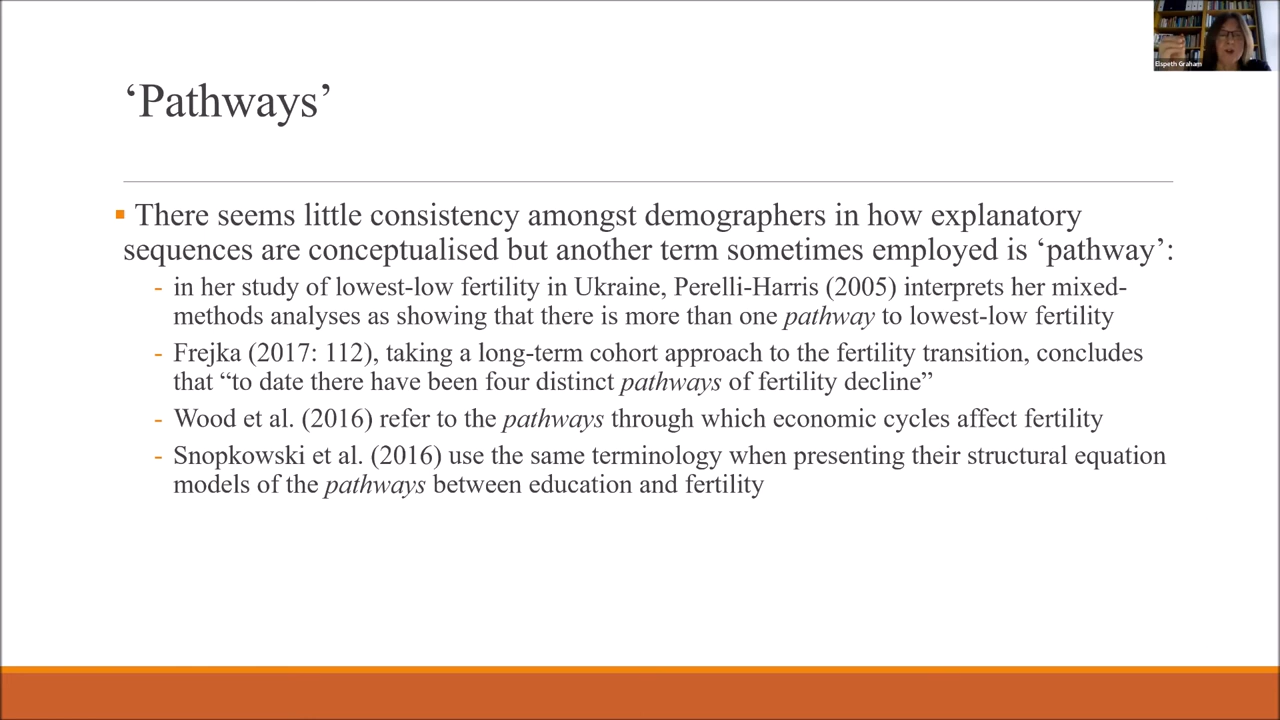 Elspeth Graham
‘Pathways’
▪ There seems little consistency amongst demographers in how explanatory
sequences are conceptualised but another term sometimes employed is ‘pathway’:
- in her study of lowest-low fertility in Ukraine, Perelli-Harris (2005) interprets her mixed-
methods analyses as showing that there is more than one pathway to lowest-low fertility
- Frejka (2017: 112), taking a long-term cohort approach to the fertility transition, concludes
that “to date there have been four distinct pathways of fertility decline”
- Wood et al. (2016) refer to the pathways through which economic cycles affect fertility
- Snopkowski et al. (2016) use the same terminology when presenting their structural equation
models of the pathways between education and fertility